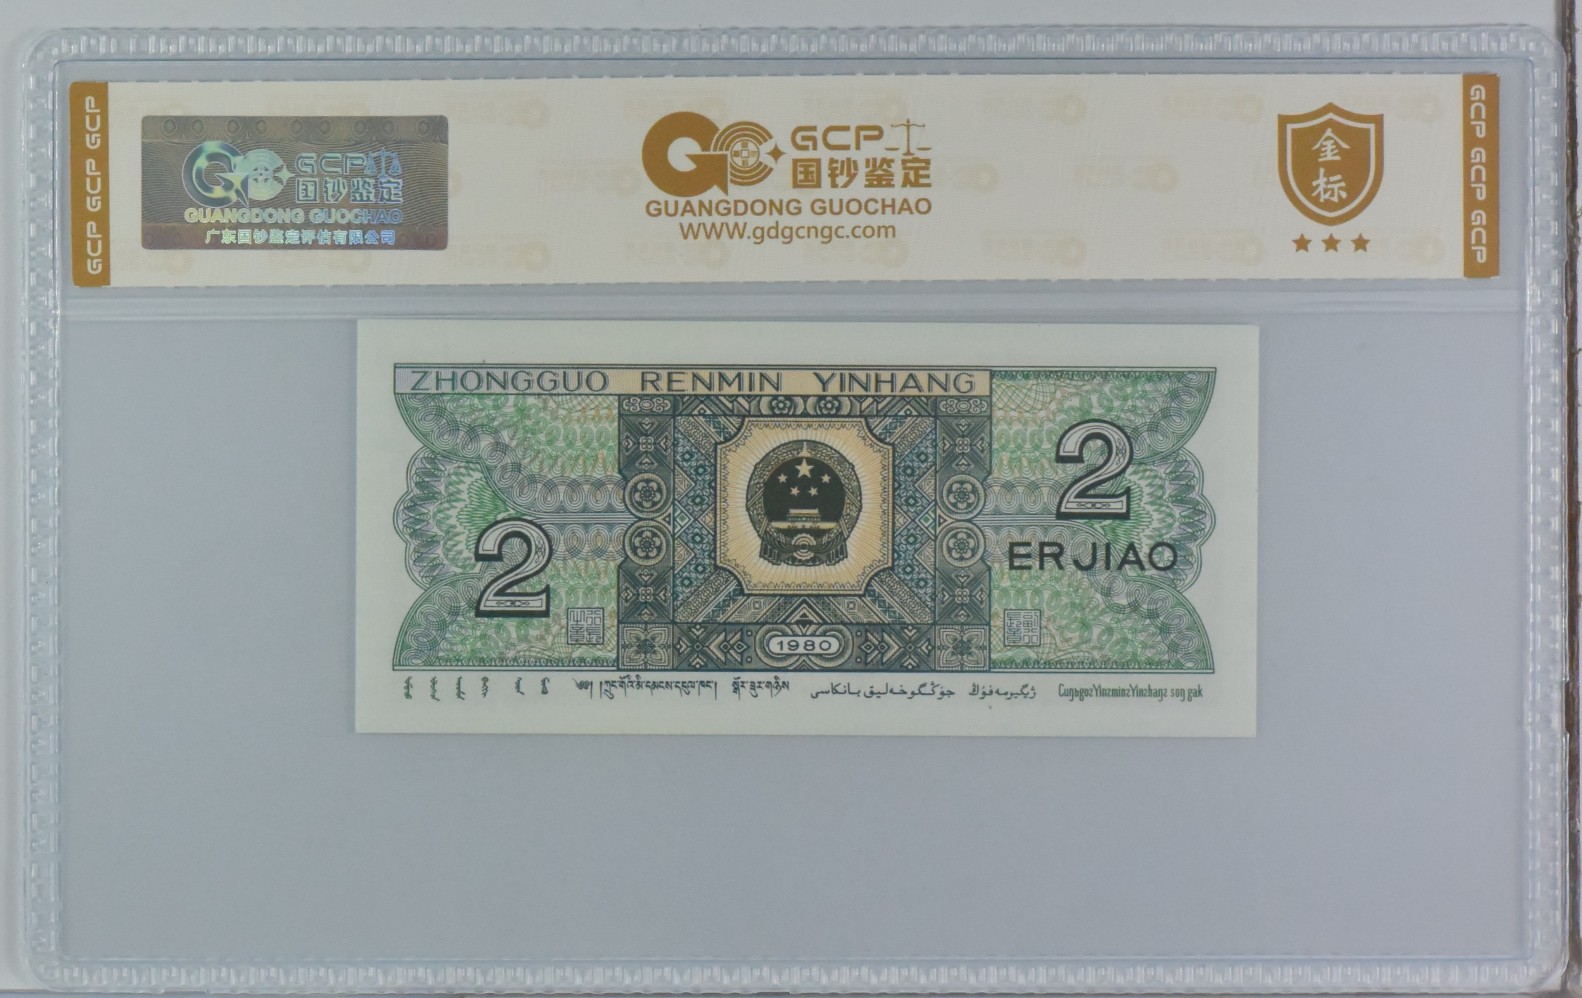 GCP GCP GCP
GCP
国钞鉴定
GUANGDONG GUOCHAO
广东国钞鉴定评估有限公司
GCP
国钞鉴定
GUANGDONG GUOCHAO
WWW.gdgcngc.com
金标
GCP GCP GCP
ZHONGGUO RENMIN YINHANG
2
2
ERJIAO
1980